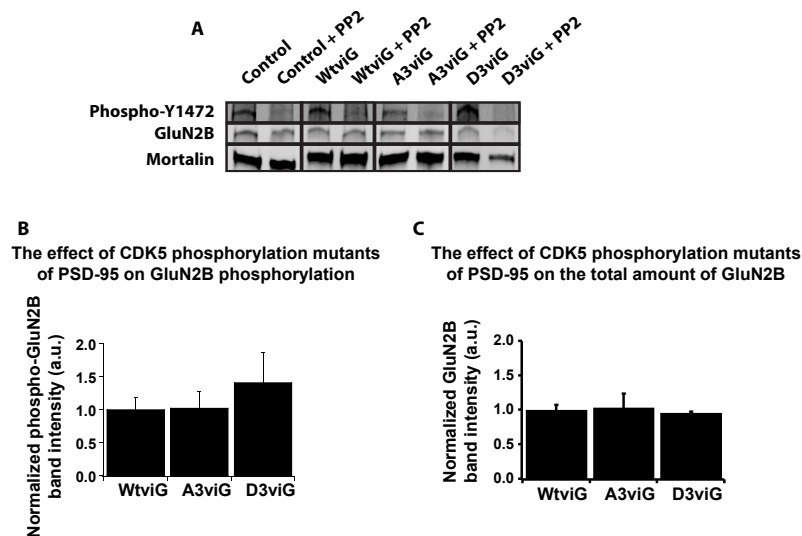 A
Control
Control + PP2
WtviG
WtviG + PP2
A3viG
A3viG + PP2
D3viG
D3viG + PP2
Phospho-Y1472
GluN2B
Mortalin
B
The effect of CDK5 phosphorylation mutants
of PSD-95 on GluN2B phosphorylation
Normalized phospho-GluN2B
band intensity (a.u.)
2.0
1.5
1.0
0.5
0.0
WtviG
A3viG
D3viG
C
The effect of CDK5 phosphorylation mutants
of PSD-95 on the total amount of GluN2B
Normalized GluN2B
band intensity (a.u.)
2.0
1.5
1.0
0.5
0.0
WtviG
A3viG
D3viG